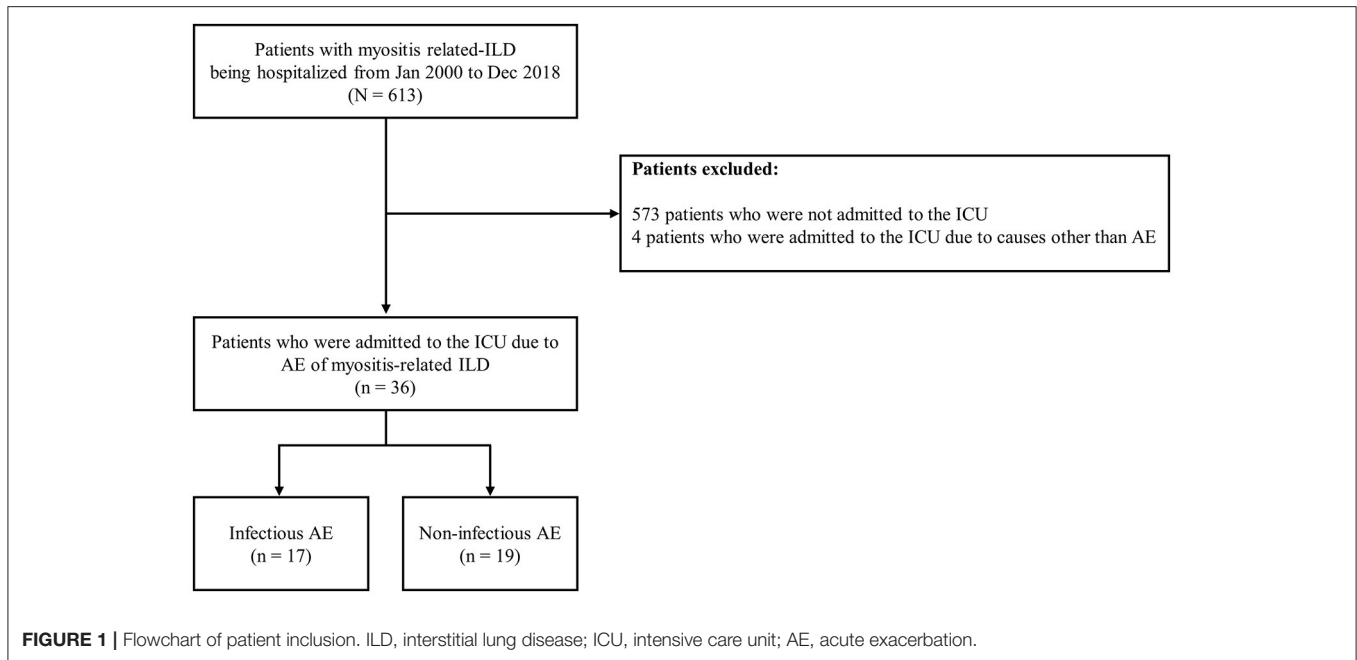 Patients with myositis related-ILD
being hospitalized from Jan 2000 to Dec 2018
(N = 613)
Patients excluded:
573 patients who were not admitted to the ICU
4 patients who were admitted to the ICU due to causes other than AE
Patients who were admitted to the ICU due to
AE of myositis-related ILD
(n = 36)
Infectious AE
(n = 17)
Non-infectious AE
(n = 19)
FIGURE 1 | Flowchart of patient inclusion. ILD, interstitial lung disease; ICU, intensive care unit; AE, acute exacerbation.